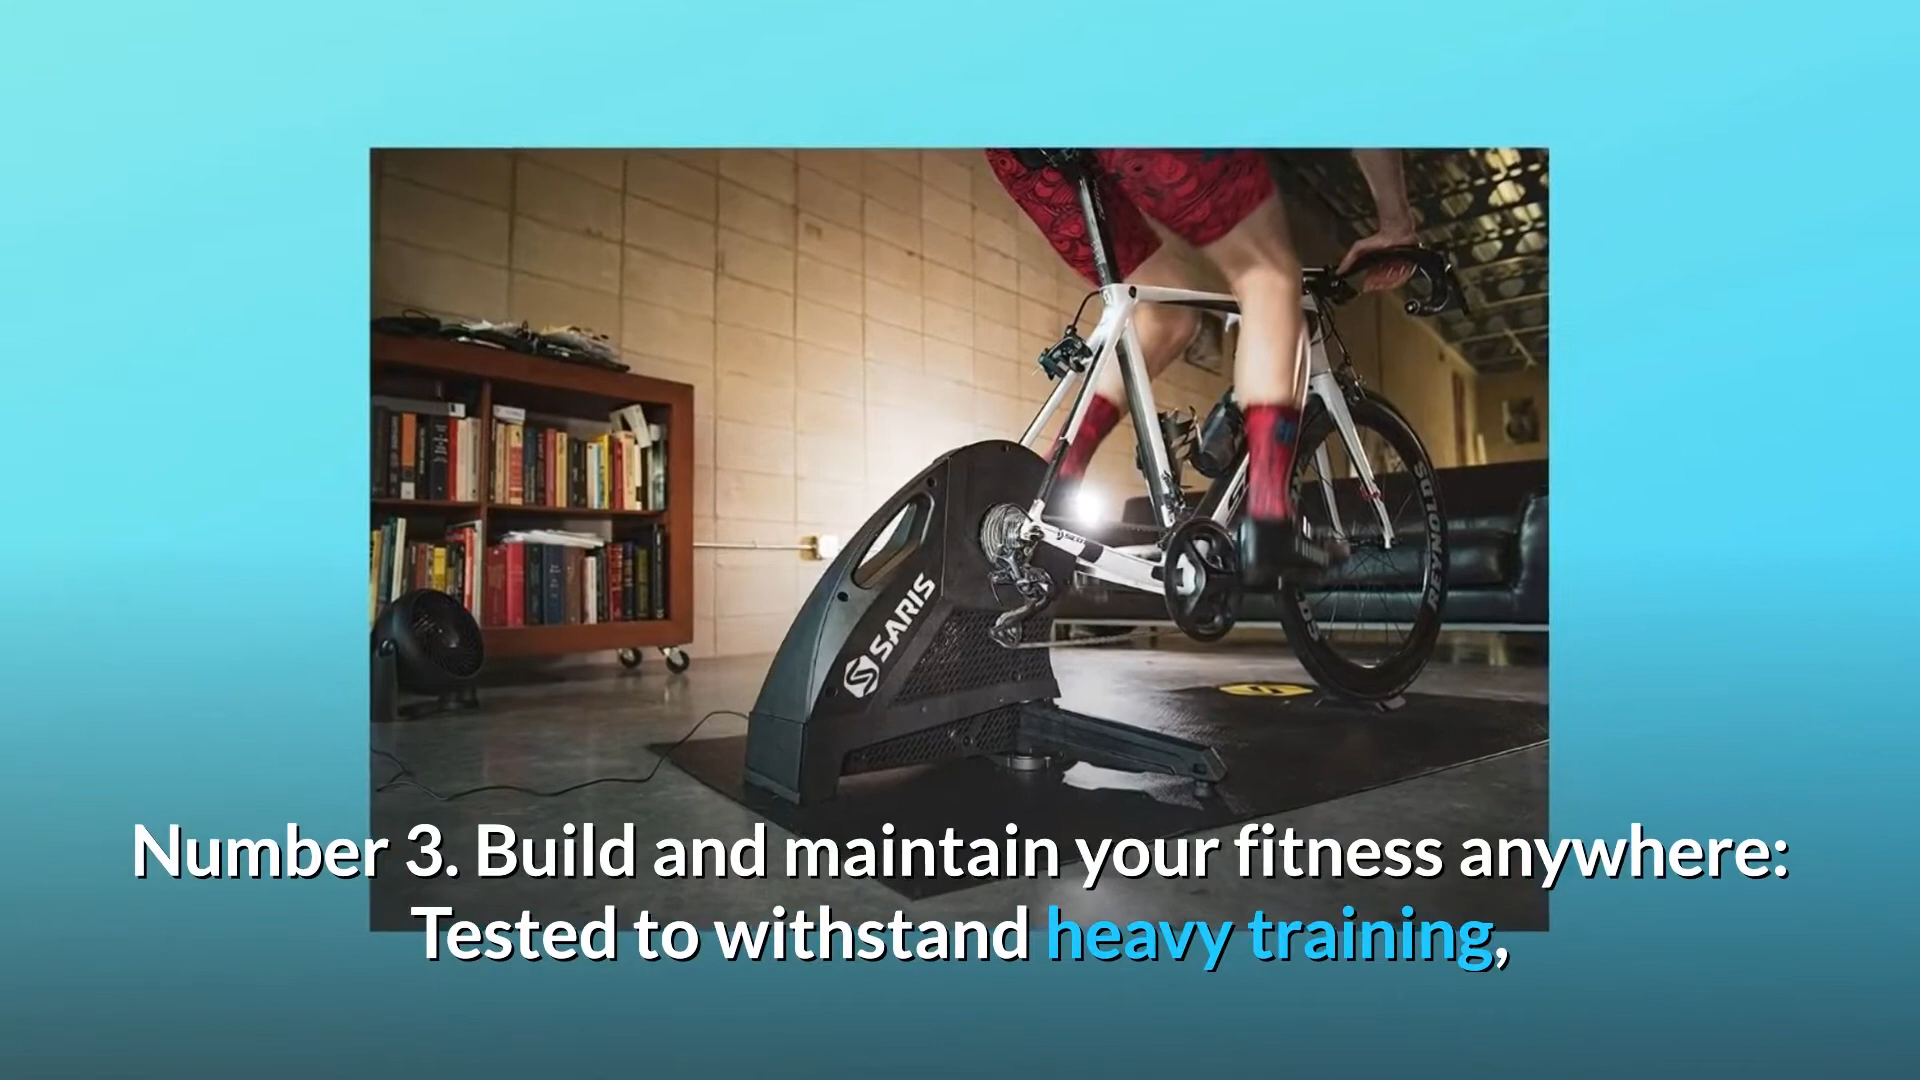 SARIS
REYNOLDS
Number 3. Build and maintain your fitness anywhere:
Tested to withstand heavy training,